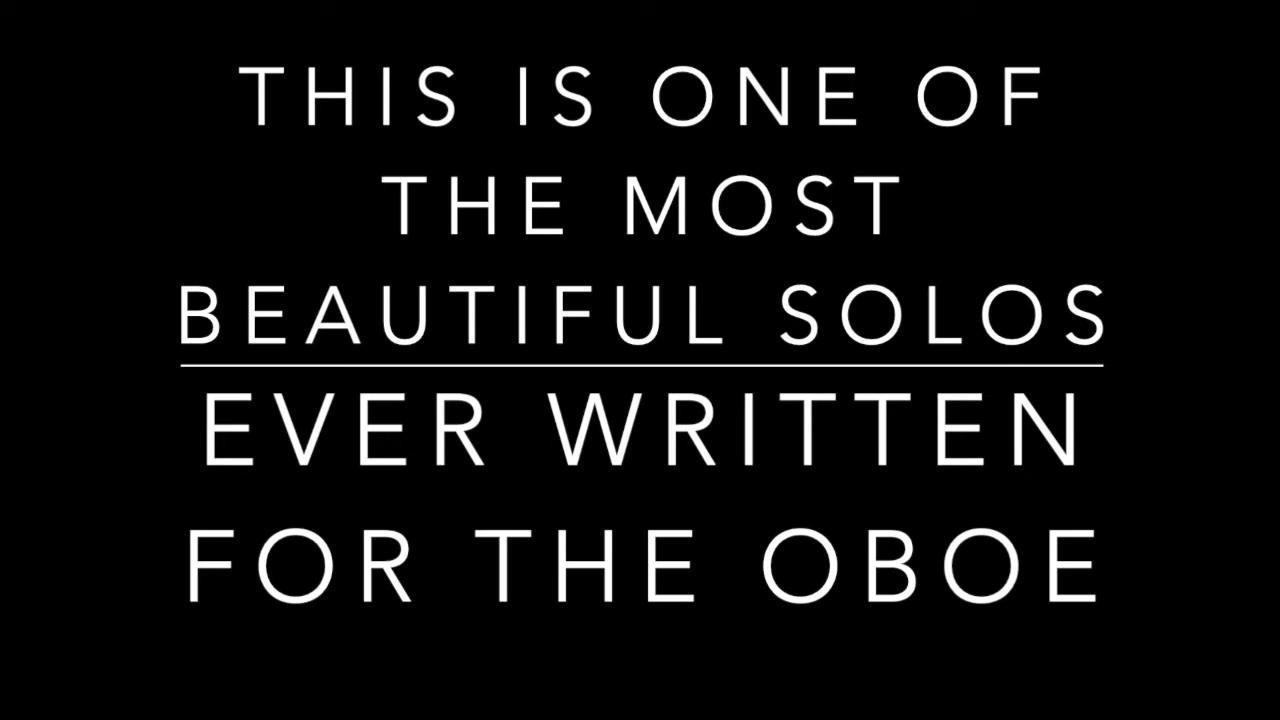 THIS IS ONE OF
THE MOST
BEAUTIFUL SOLOS
EVER WRITTEN
FOR THE OBOE